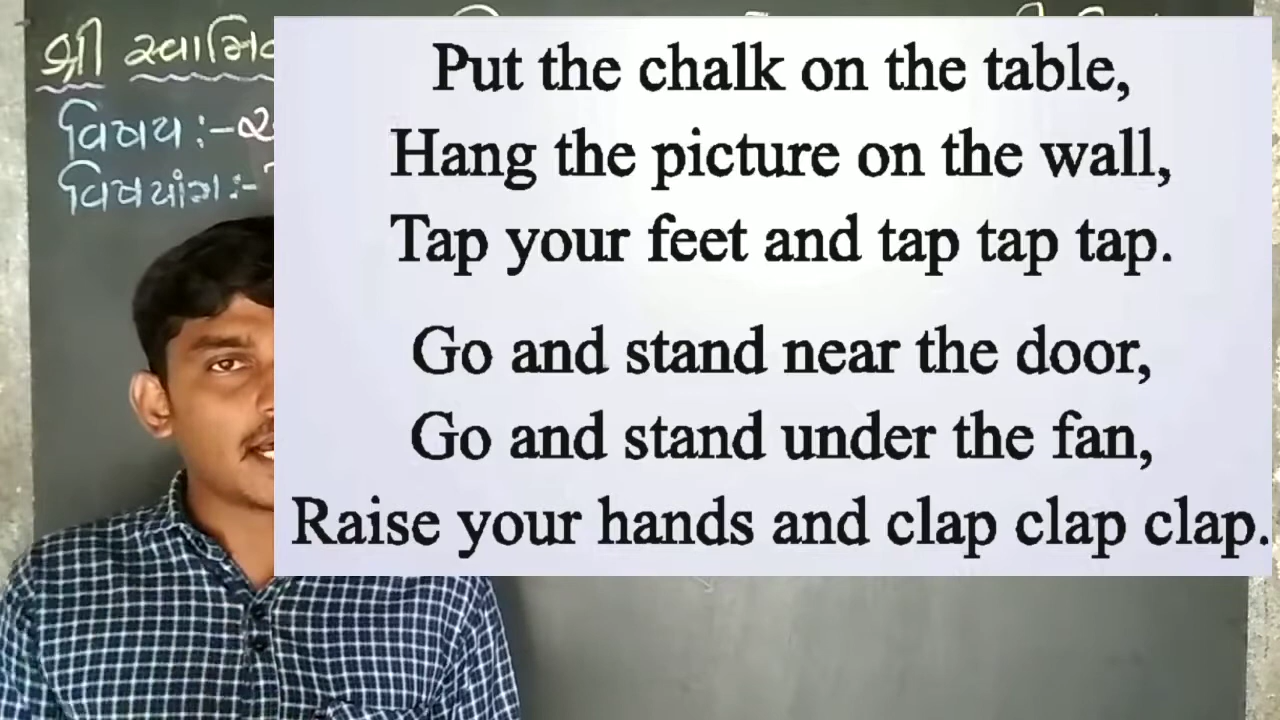 શ્રી
વિષય :-
વિષયાંગ :-
Put the chalk on the table,
Hang the picture on the wall,
Tap your feet and tap tap tap.
Go and stand near the door,
Go and stand under the fan,
Raise your hands and clap clap clap.